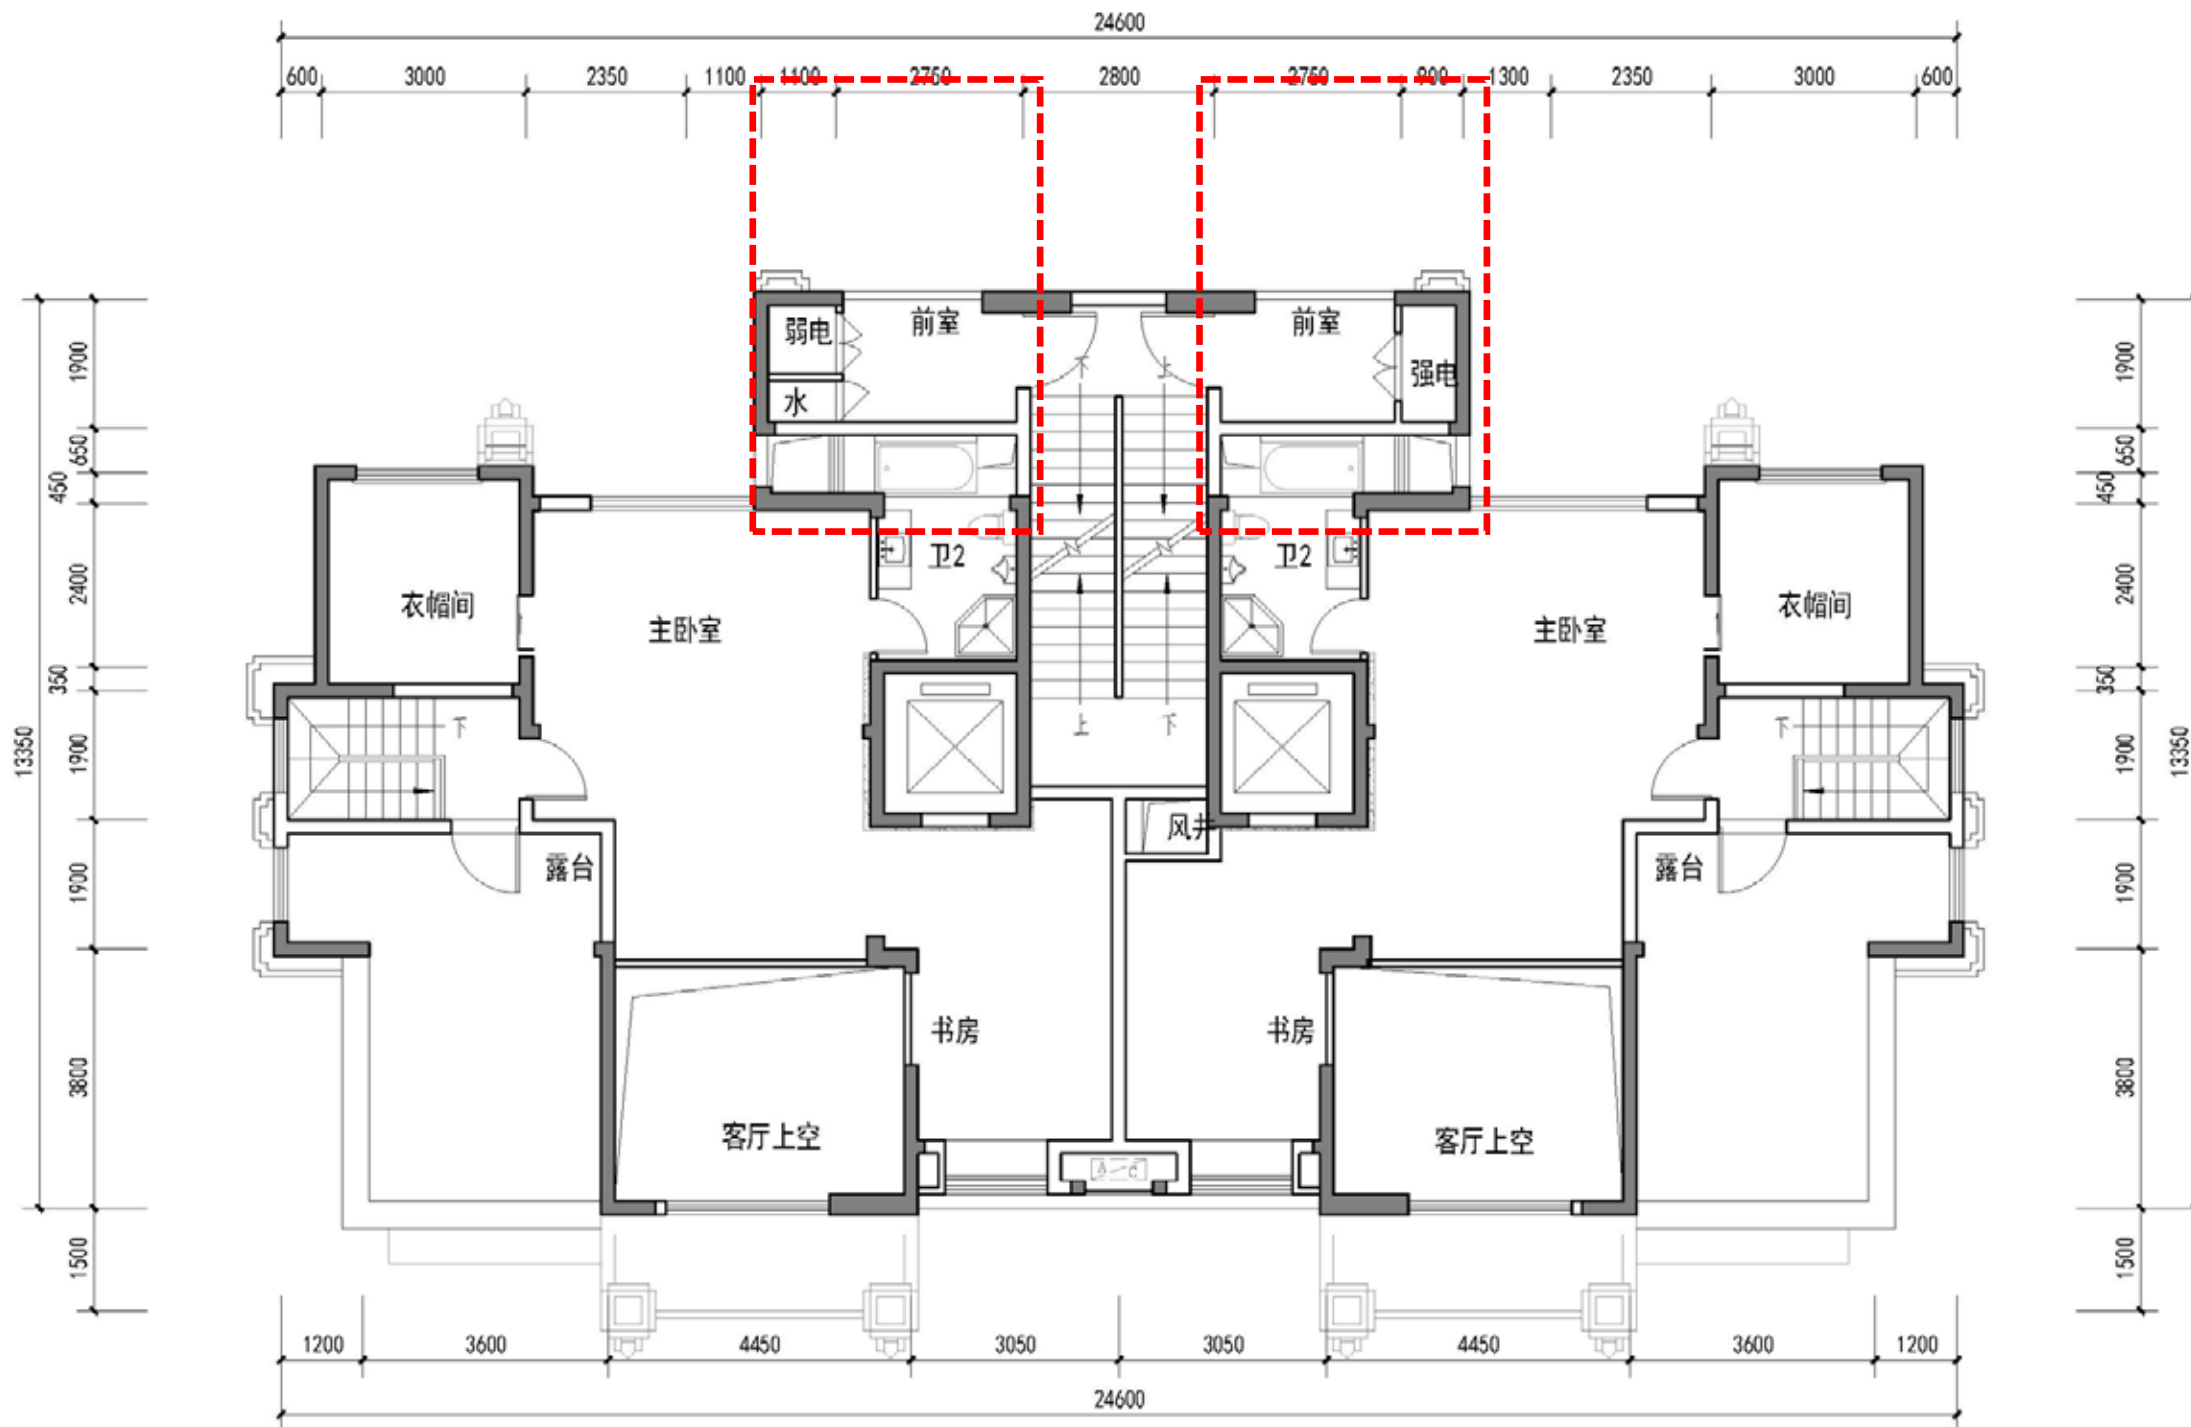 24600
600 3000 2350 1100 1100 2750 2800 2750 900 1300 2350 3000 600
弱电 前室 前室 强电
水 下 上
1900 1900
650 650
450 450
卫2 卫2
2400 衣帽间 主卧室 主卧室 衣帽间 2400
350 350
下 上 下 下
13350 1900 1900 13350
风井
1900 露台 露台 1900
书房 书房
3800 3800
客厅上空 客厅上空
A C
1500 1500
1200 3600 4450 3050 3050 4450 3600 1200
24600